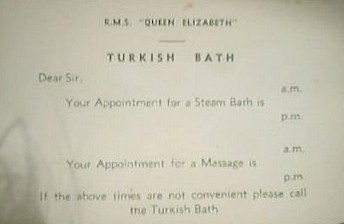 R.M.S. "QUEEN ELIZABETH"
TURKISH BATH
Dear Sir,
a.m.
Your Appointment for a Steam Bath is
p.m.
a.m.
Your Appointment for a Massage is
p.m.
If the above times are not convenient please call
the Turkish Bath